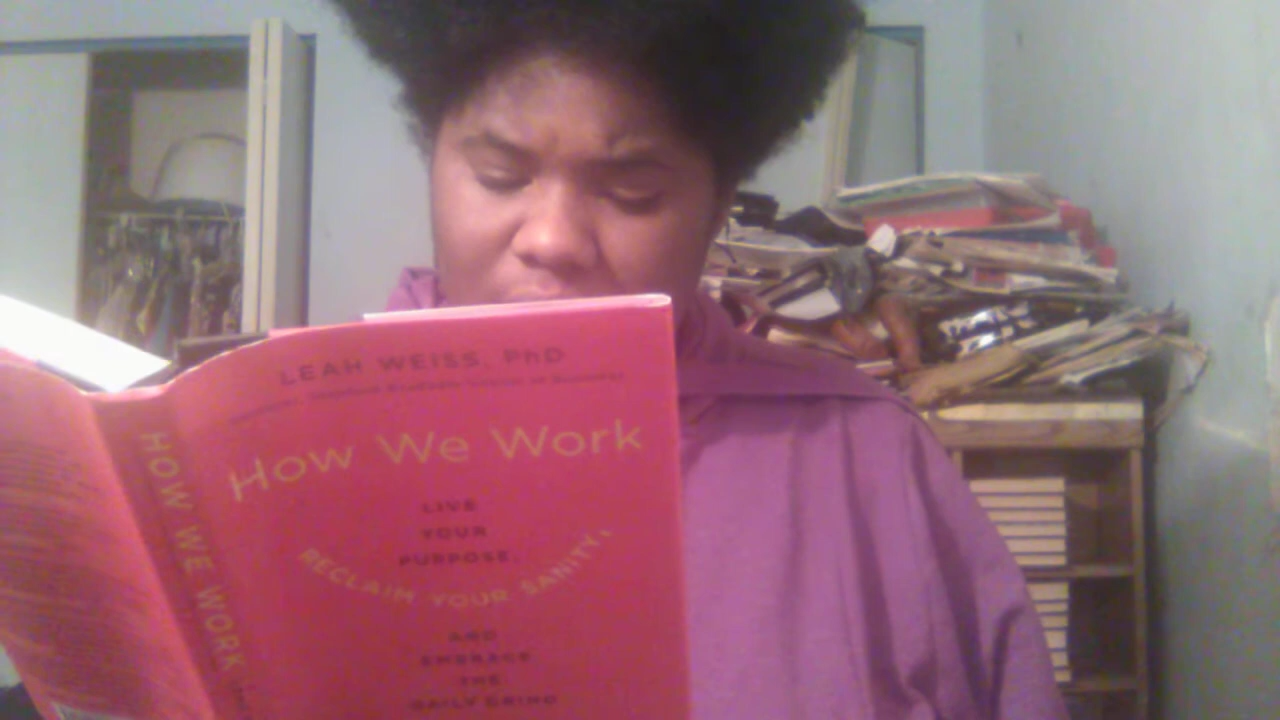 LEAH WEISS, PhD
How We Work
LIVE
YOUR
PURPOSE,
RECLAIM YOUR SANITY,
AND
EMBRACE
THE
DAILY GRIND
HOW WE WORK